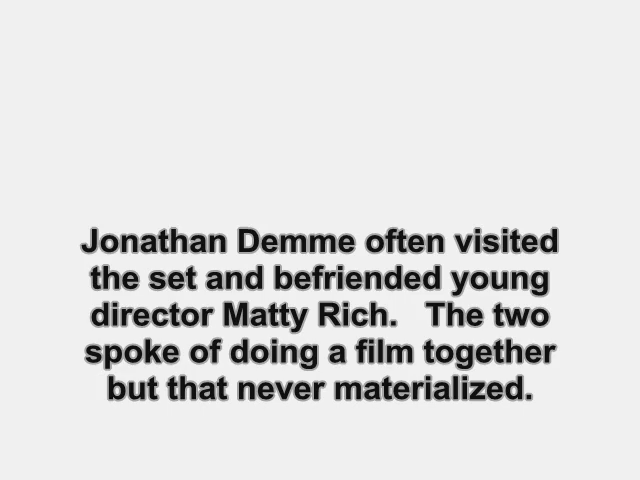 Jonathan Demme often visited
the set and befriended young
director Matty Rich.   The two
spoke of doing a film together
but that never materialized.